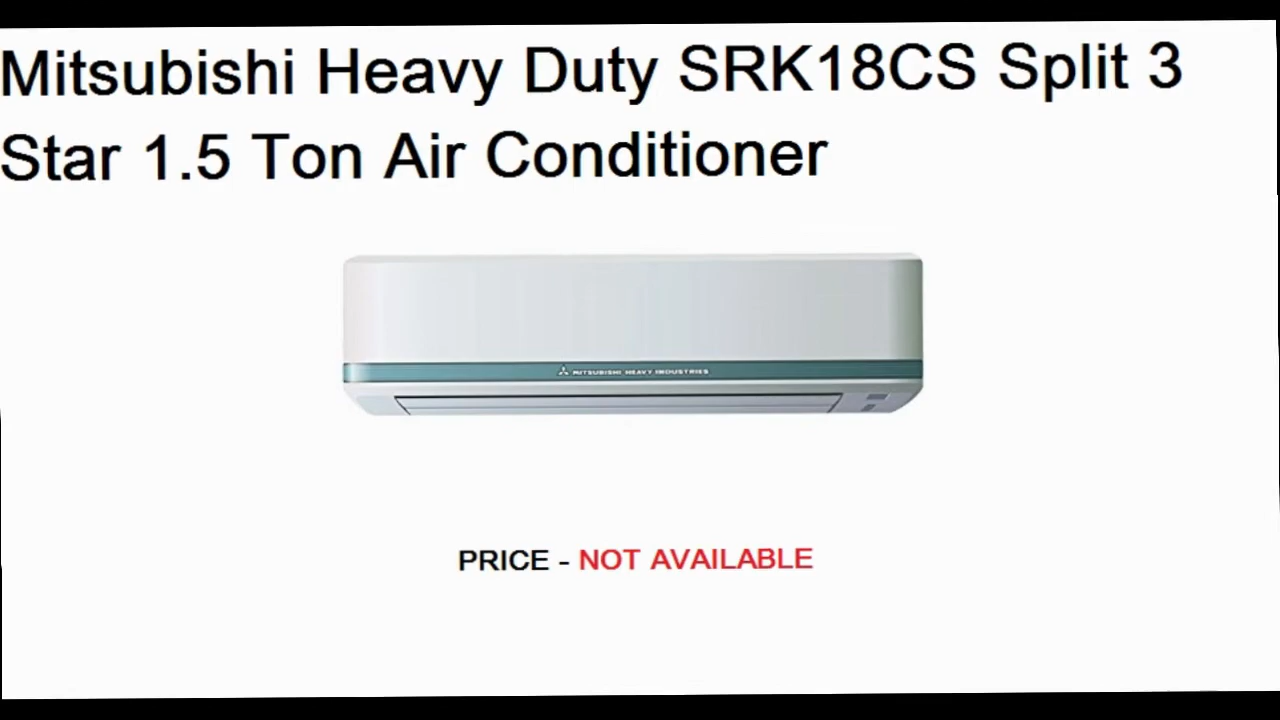 Mitsubishi Heavy Duty SRK18CS Split 3
Star 1.5 Ton Air Conditioner
MITSUBISHI HEAVY INDUSTRIES
PRICE - NOT AVAILABLE